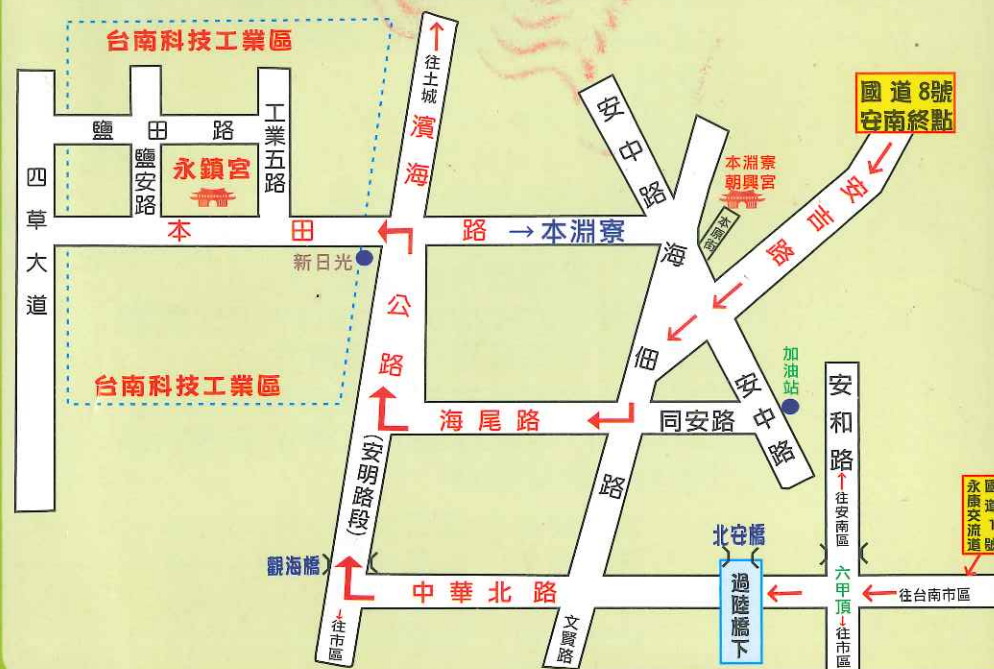 台南科技工業區
往土城
濱海公路
(安明路段)
往市區
國道8號
安南終點
安吉路
安中路
本淵寮
朝興宮
本原街
鹽田路
鹽安路
工業五路
永鎮宮
四草大道
本田路
→本淵寮
新日光
海佃路
台南科技工業區
加油站
安中路
海尾路
同安路
安和路
往安南區
國道1號
永康交流道
北安橋
觀海橋
過陸橋下
六甲頂
中華北路
往台南市區
文賢路
往市區